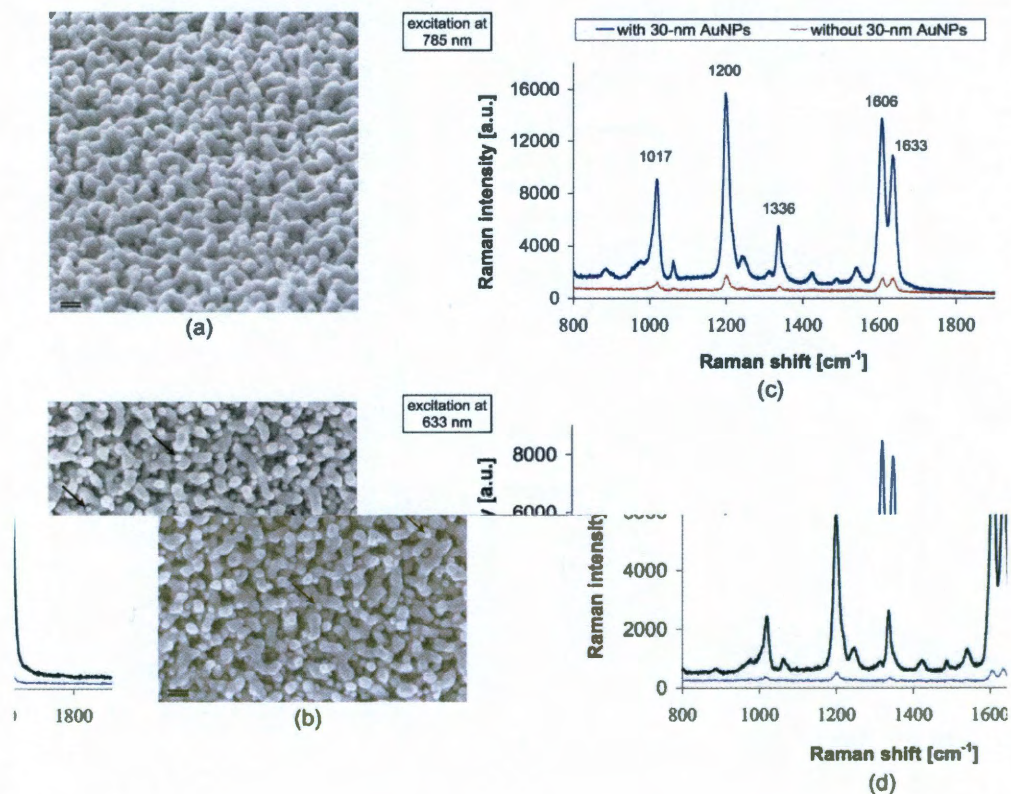 excitation at
785 nm
with 30-nm AuNPs
without 30-nm AuNPs
Raman intensity [a.u.]
16000
12000
8000
4000
0
1017
1200
1336
1606
1633
800 1000 1200 1400 1600 1800
Raman shift [cm⁻¹]
(a)
(c)
excitation at
633 nm
[a.u.]
8000
6000
Raman intensity
4000
2000
0
800 1000 1200 1400
1800
Raman shift [cm⁻¹]
(b)
(d)